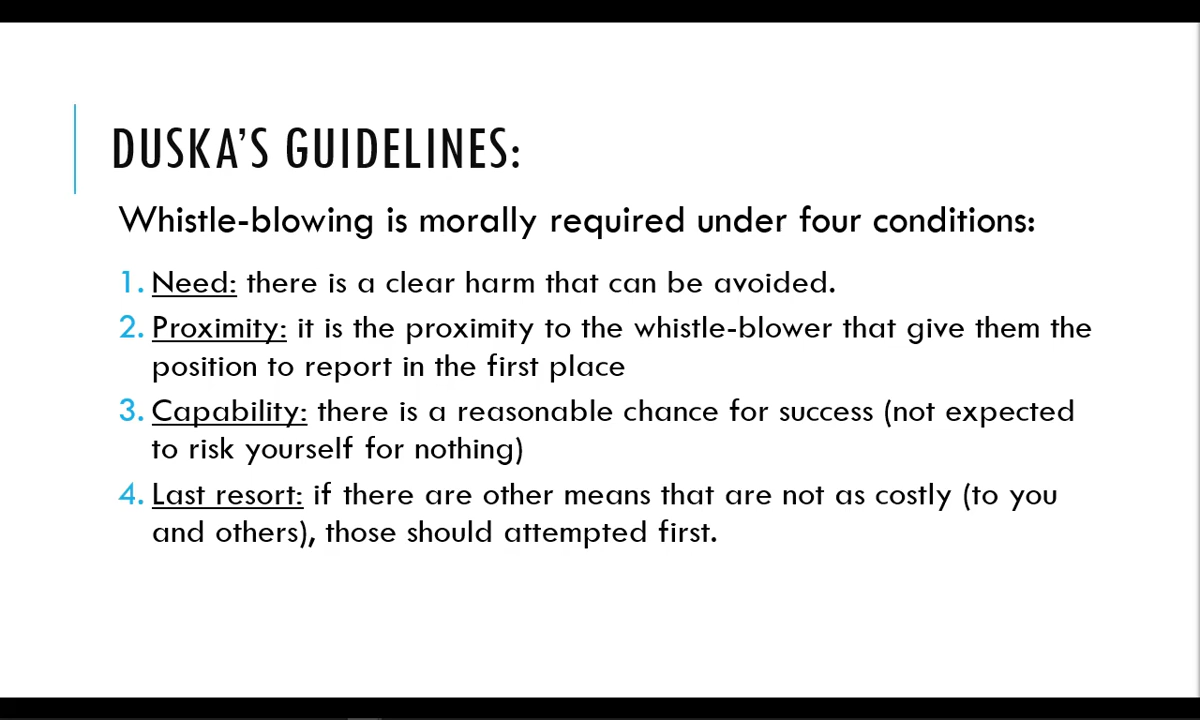 DUSKA'S GUIDELINES:
Whistle-blowing is morally required under four conditions:
1. Need: there is a clear harm that can be avoided.
2. Proximity: it is the proximity to the whistle-blower that give them the
position to report in the first place
3. Capability: there is a reasonable chance for success (not expected
to risk yourself for nothing)
4. Last resort: if there are other means that are not as costly (to you
and others), those should attempted first.